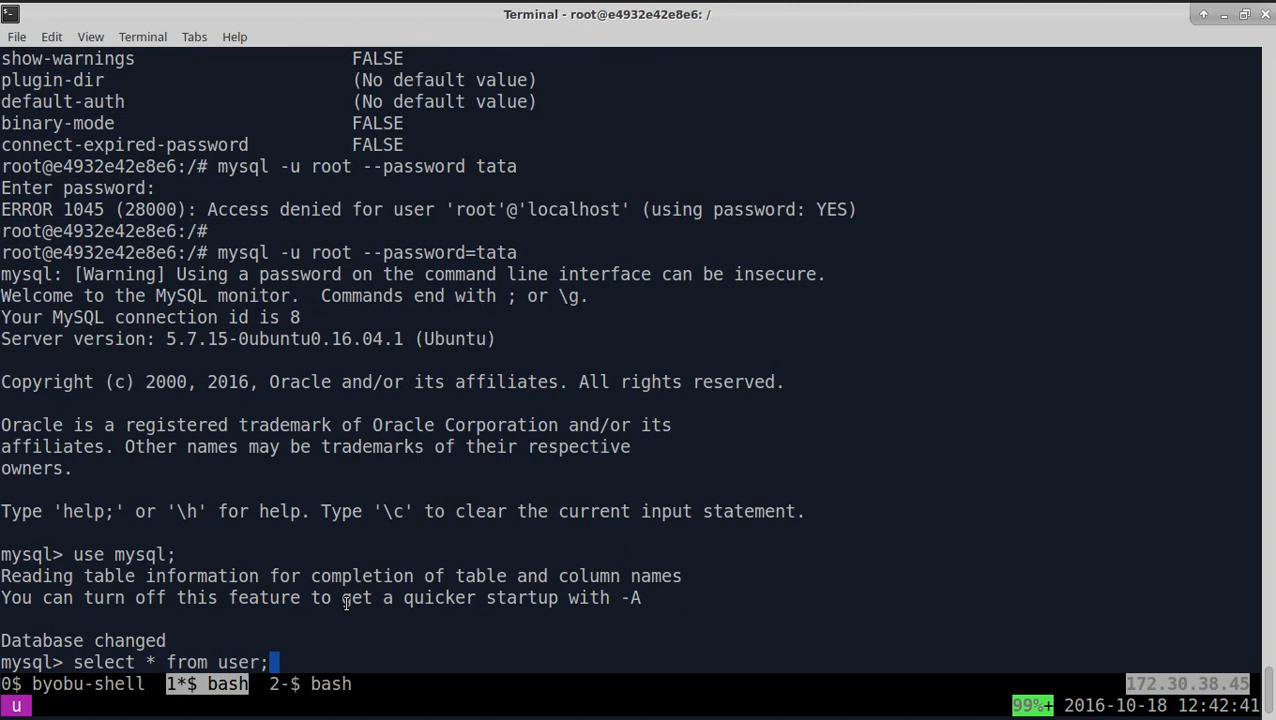 Terminal - root@e4932e42e8e6: /
File Edit View Terminal Tabs Help
show-warnings FALSE
plugin-dir (No default value)
default-auth (No default value)
binary-mode FALSE
connect-expired-password FALSE
root@e4932e42e8e6:/# mysql -u root --password tata
Enter password:
ERROR 1045 (28000): Access denied for user 'root'@'localhost' (using password: YES)
root@e4932e42e8e6:/#
root@e4932e42e8e6:/# mysql -u root --password=tata
mysql: [Warning] Using a password on the command line interface can be insecure.
Welcome to the MySQL monitor.  Commands end with ; or \g.
Your MySQL connection id is 8
Server version: 5.7.15-0ubuntu0.16.04.1 (Ubuntu)
Copyright (c) 2000, 2016, Oracle and/or its affiliates. All rights reserved.
Oracle is a registered trademark of Oracle Corporation and/or its
affiliates. Other names may be trademarks of their respective
owners.
Type 'help;' or '\h' for help. Type '\c' to clear the current input statement.
mysql> use mysql;
Reading table information for completion of table and column names
You can turn off this feature to get a quicker startup with -A
Database changed
mysql> select * from user;
0$ byobu-shell 1*$ bash 2-$ bash 172.30.38.45
u 99%+ 2016-10-18 12:42:41